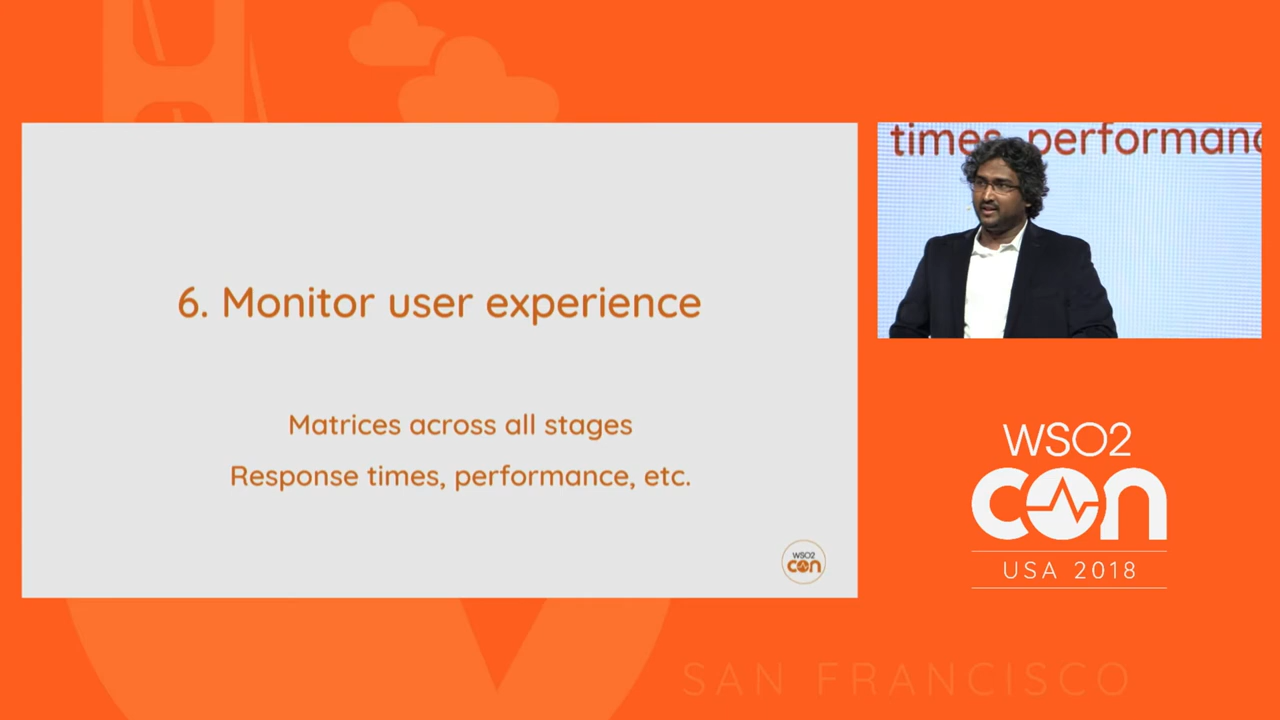 6. Monitor user experience
Matrices across all stages
Response times, performance, etc.
WSO2
con
times, performanc
WSO2
con
USA 2018
SAN FRANCISCO